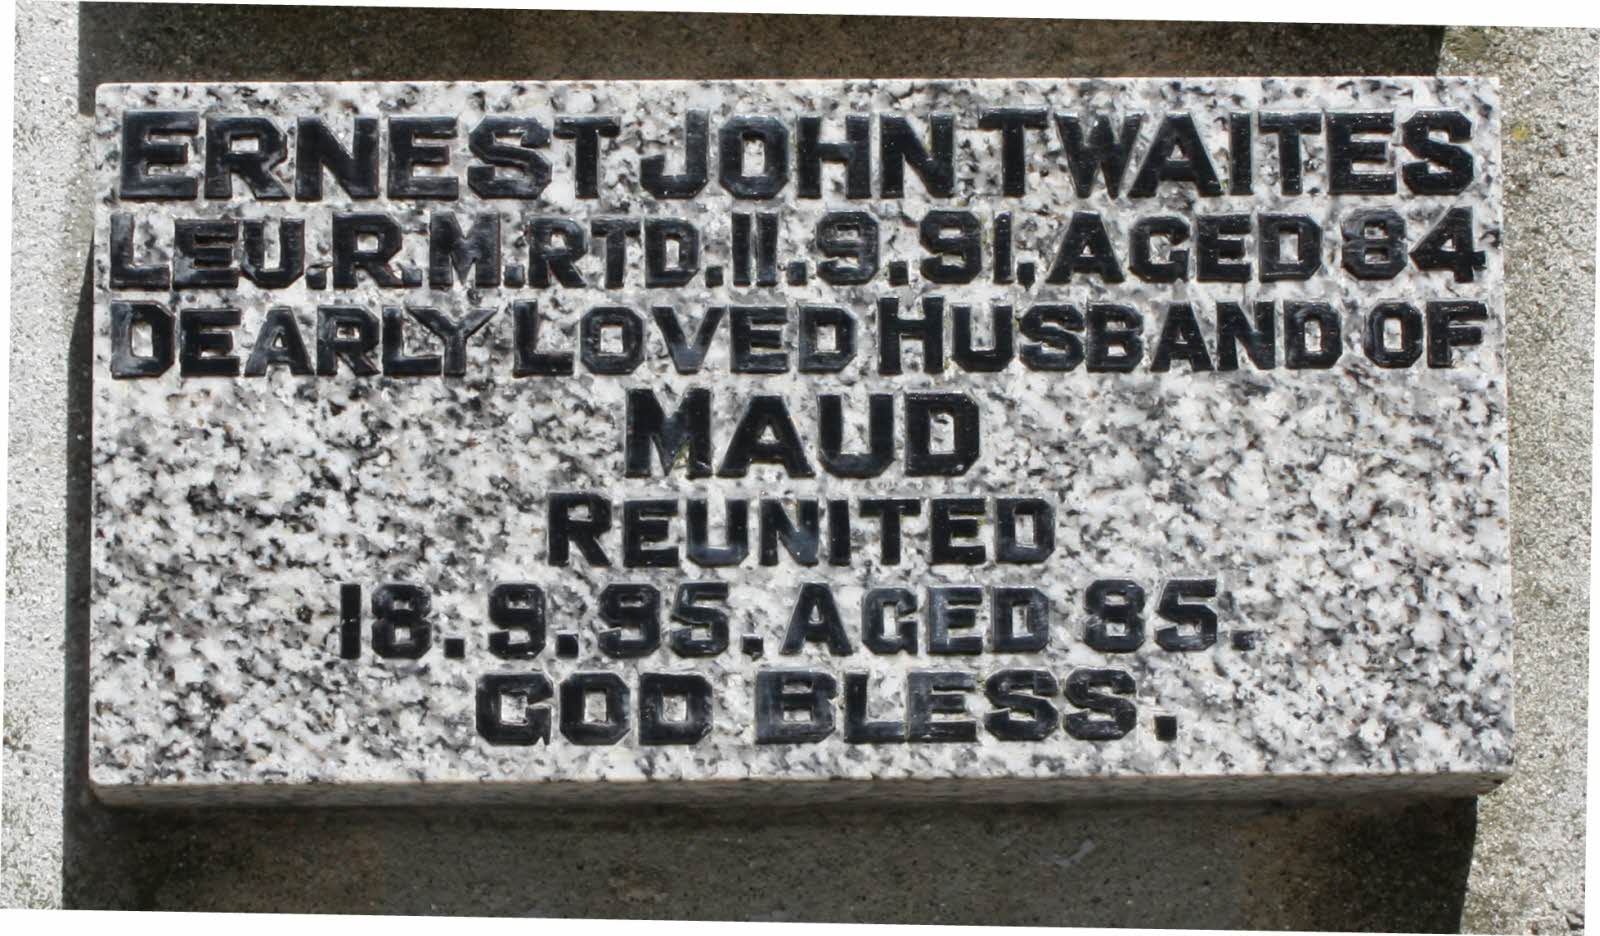 ERNEST JOHN TWAITES
LEU.R.M.RTD.11.9.91, AGED 84
DEARLY LOVED HUSBAND OF
MAUD
REUNITED
18.9.95. AGED 85.
GOD BLESS.